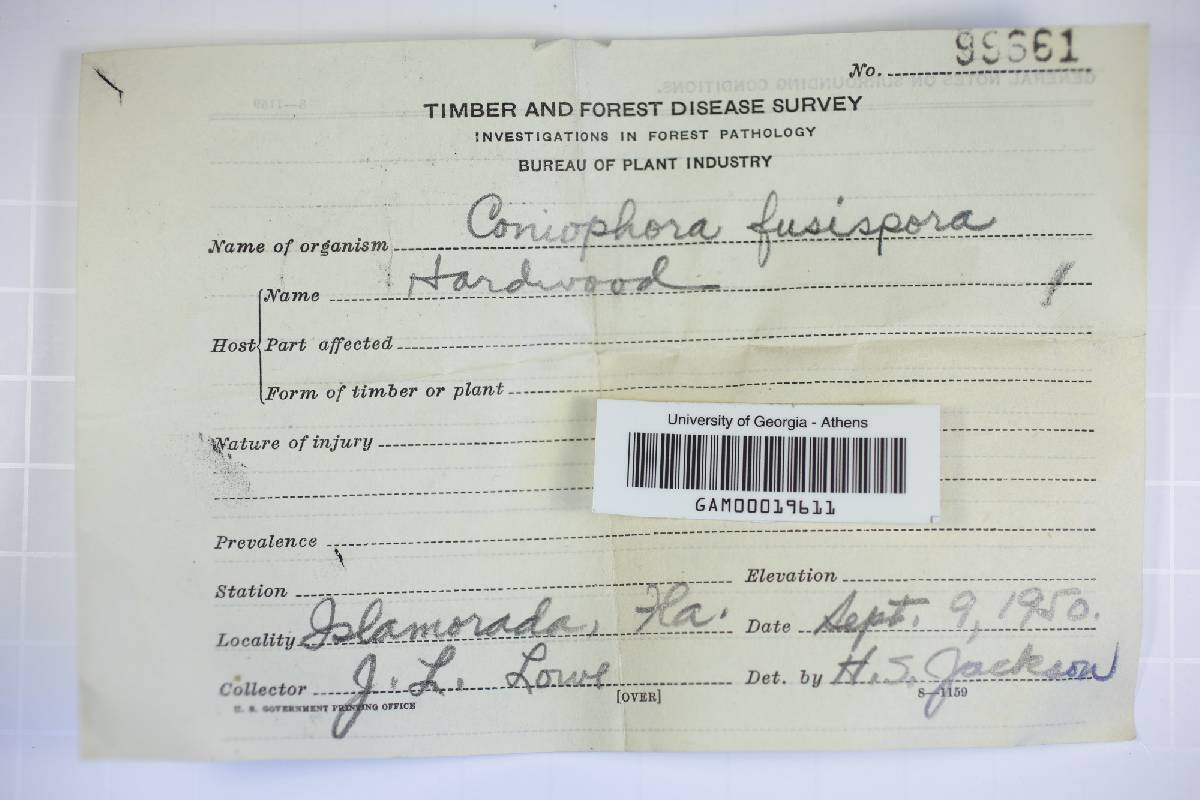 No. 99661
TIMBER AND FOREST DISEASE SURVEY
INVESTIGATIONS IN FOREST PATHOLOGY
BUREAU OF PLANT INDUSTRY
Name of organism Coniophora fusispora
Host Name Hardwood
Part affected
Form of timber or plant
Nature of injury
University of Georgia - Athens
GAM00019611
Prevalence
Station Elevation
Locality Islamorada, Fla. Date Sept. 9, 1950.
Collector J. L. Lowe Det. by H. S. Jackson
U. S. GOVERNMENT PRINTING OFFICE [OVER] 8—1159